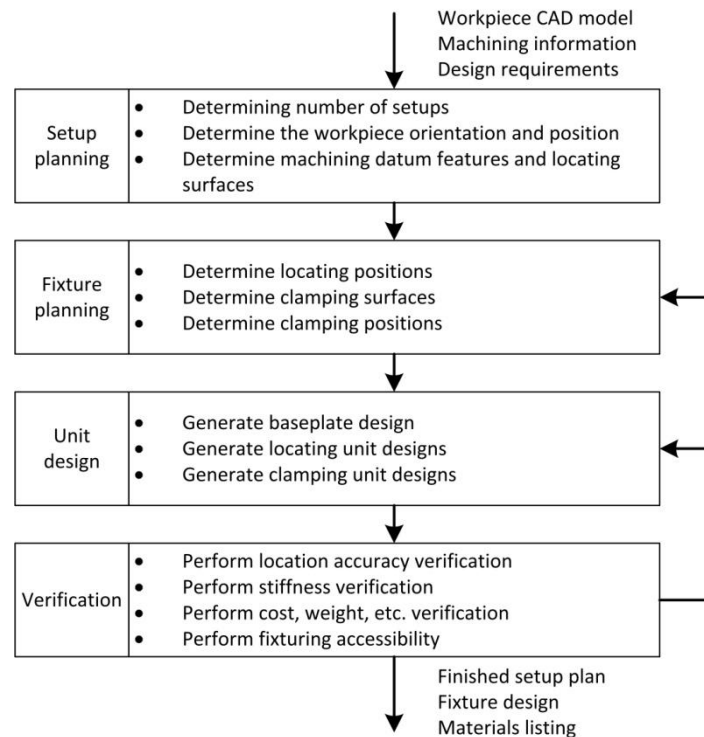 Workpiece CAD model
Machining information
Design requirements
Setup
planning
• Determining number of setups
• Determine the workpiece orientation and position
• Determine machining datum features and locating
surfaces
Fixture
planning
• Determine locating positions
• Determine clamping surfaces
• Determine clamping positions
Unit
design
• Generate baseplate design
• Generate locating unit designs
• Generate clamping unit designs
Verification
• Perform location accuracy verification
• Perform stiffness verification
• Perform cost, weight, etc. verification
• Perform fixturing accessibility
Finished setup plan
Fixture design
Materials listing